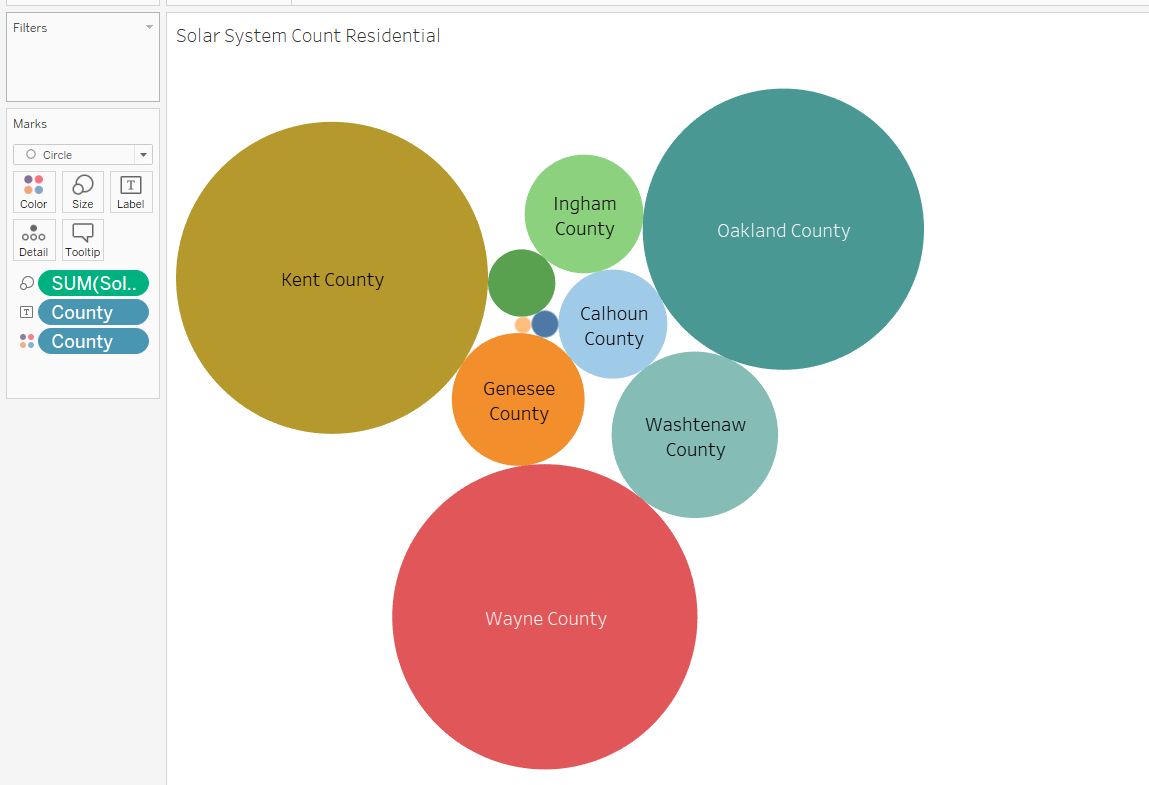 Filters
Marks
Circle
Color
Size
Label
Detail
Tooltip
SUM(Sol..
County
County
Solar System Count Residential
Kent County
Ingham
County
Oakland County
Calhoun
County
Genesee
County
Washtenaw
County
Wayne County